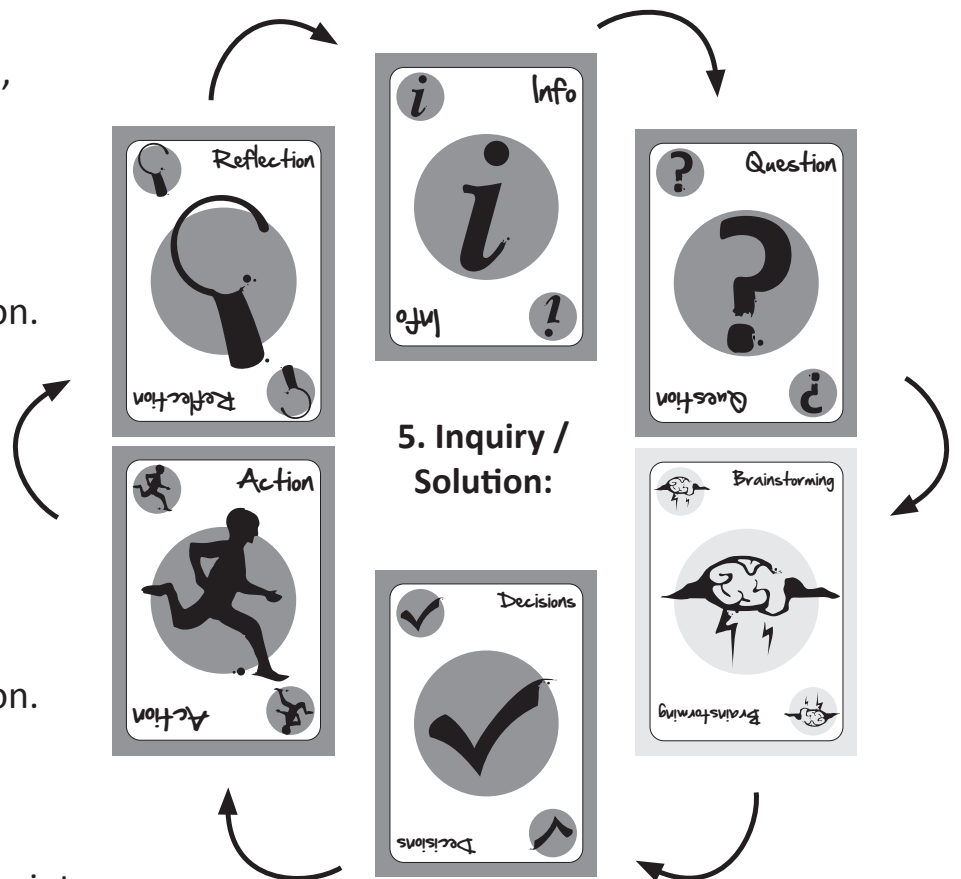 ,
on.
on.
Info
i
i
Info
i
Question
?
?
Question
?
Brainstorming
Brainstorming
Decisions
Decisions
Action
Action
Reflection
Reflection
5. Inquiry /
Solution: